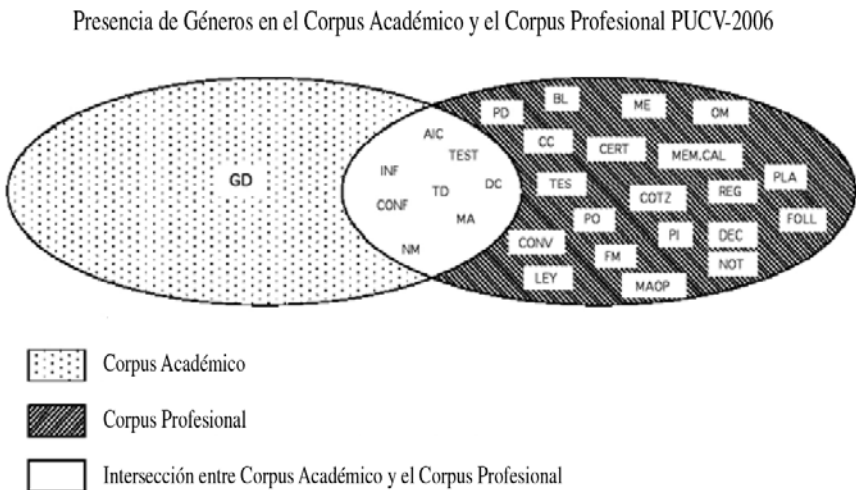 Presencia de Géneros en el Corpus Académico y el Corpus Profesional PUCV-2006
GD
AIC
TEST
INF
TD
DC
CONF
MA
NM
PD
BL
ME
OM
CC
CERT
MEM.CAL
PLA
TES
COTZ
REG
FOLL
PO
PI
DEC
CONV
FM
NOT
LEY
MAOP
Corpus Académico
Corpus Profesional
Intersección entre Corpus Académico y el Corpus Profesional